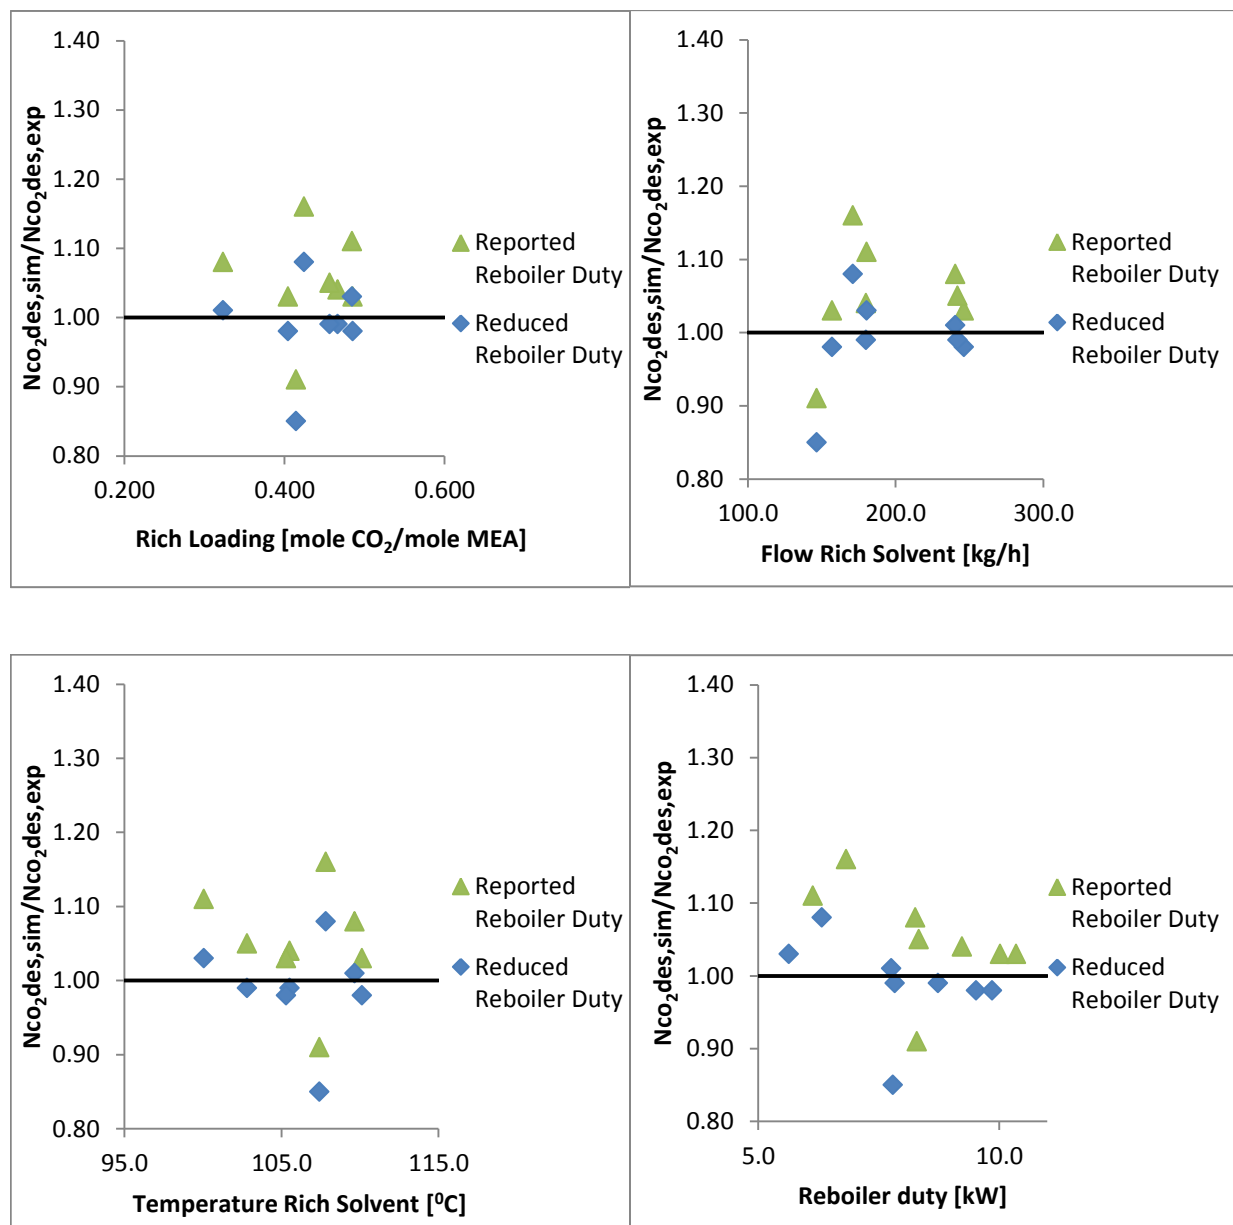 1.40
1.30
1.20
1.10
1.00
0.90
0.80
0.200 0.400 0.600
Nco₂des,sim/Nco₂des,exp
Rich Loading [mole CO₂/mole MEA]
Reported
Reboiler Duty
Reduced
Reboiler Duty
1.40
1.30
1.20
1.10
1.00
0.90
0.80
100.0 200.0 300.0
Nco₂des,sim/Nco₂des,exp
Flow Rich Solvent [kg/h]
Reported
Reboiler Duty
Reduced
Reboiler Duty
1.40
1.30
1.20
1.10
1.00
0.90
0.80
95.0 105.0 115.0
Nco₂des,sim/Nco₂des,exp
Temperature Rich Solvent [⁰C]
Reported
Reboiler Duty
Reduced
Reboiler Duty
1.40
1.30
1.20
1.10
1.00
0.90
0.80
5.0 10.0
Nco₂des,sim/Nco₂des,exp
Reboiler duty [kW]
Reported
Reboiler Duty
Reduced
Reboiler Duty